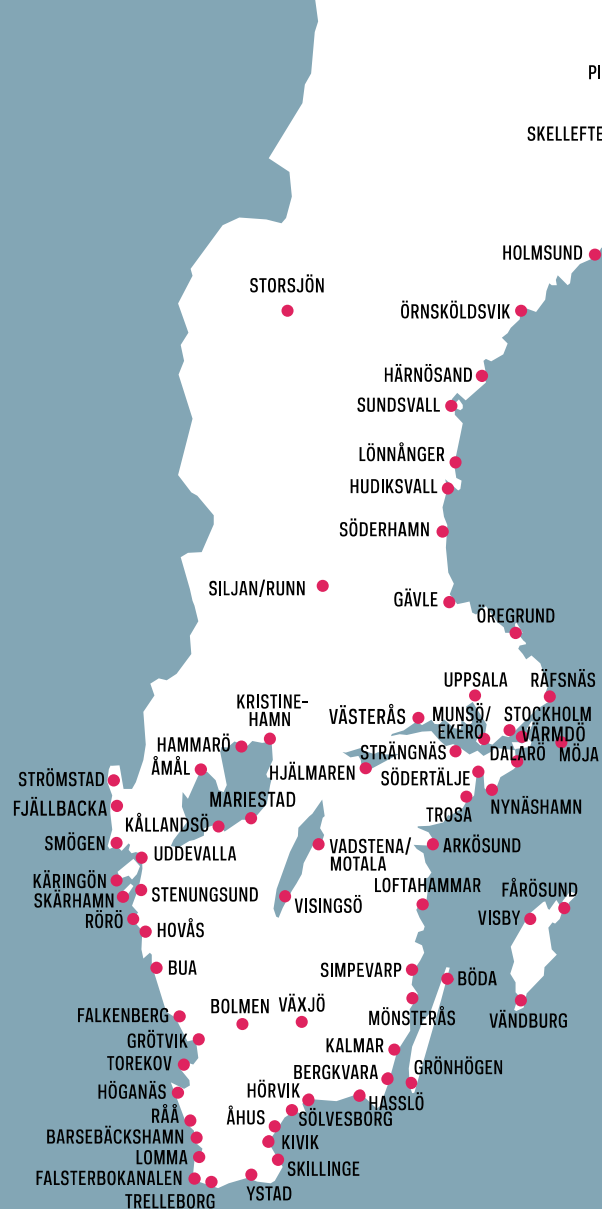 PI
SKELLEFTE
HOLMSUND
STORSJÖN
ÖRNSKÖLDSVIK
HÄRNÖSAND
SUNDSVALL
LÖNNÅNGER
HUDIKSVALL
SÖDERHAMN
SILJAN/RUNN
GÄVLE
ÖREGRUND
UPPSALA
RÄFSNÄS
KRISTINE-
HAMN
VÄSTERÅS
MUNSÖ/
EKERÖ
STOCKHOLM
VÄRMDÖ
HAMMARÖ
STRÄNGNÄS
DALARÖ
MÖJA
ÅMÅL
HJÄLMAREN
SÖDERTÄLJE
STRÖMSTAD
MARIESTAD
NYNÄSHAMN
FJÄLLBACKA
TROSA
KÅLLANDSÖ
SMÖGEN
UDDEVALLA
VADSTENA/
MOTALA
ARKÖSUND
KÄRINGÖN
LOFTAHAMMAR
FÅRÖSUND
SKÄRHAMN
STENUNGSUND
VISINGSÖ
RÖRÖ
VISBY
HOVÅS
BUA
SIMPEVARP
BÖDA
BOLMEN
VÄXJÖ
FALKENBERG
MÖNSTERÅS
VÄNDBURG
GRÖTVIK
KALMAR
TOREKOV
BERGKVARA
GRÖNHÖGEN
HÖGANÄS
HÖRVIK
HASSLÖ
RÅÅ
ÅHUS
SÖLVESBORG
BARSEBÄCKSHAMN
KIVIK
LOMMA
SKILLINGE
FALSTERBOKANALEN
YSTAD
TRELLEBORG